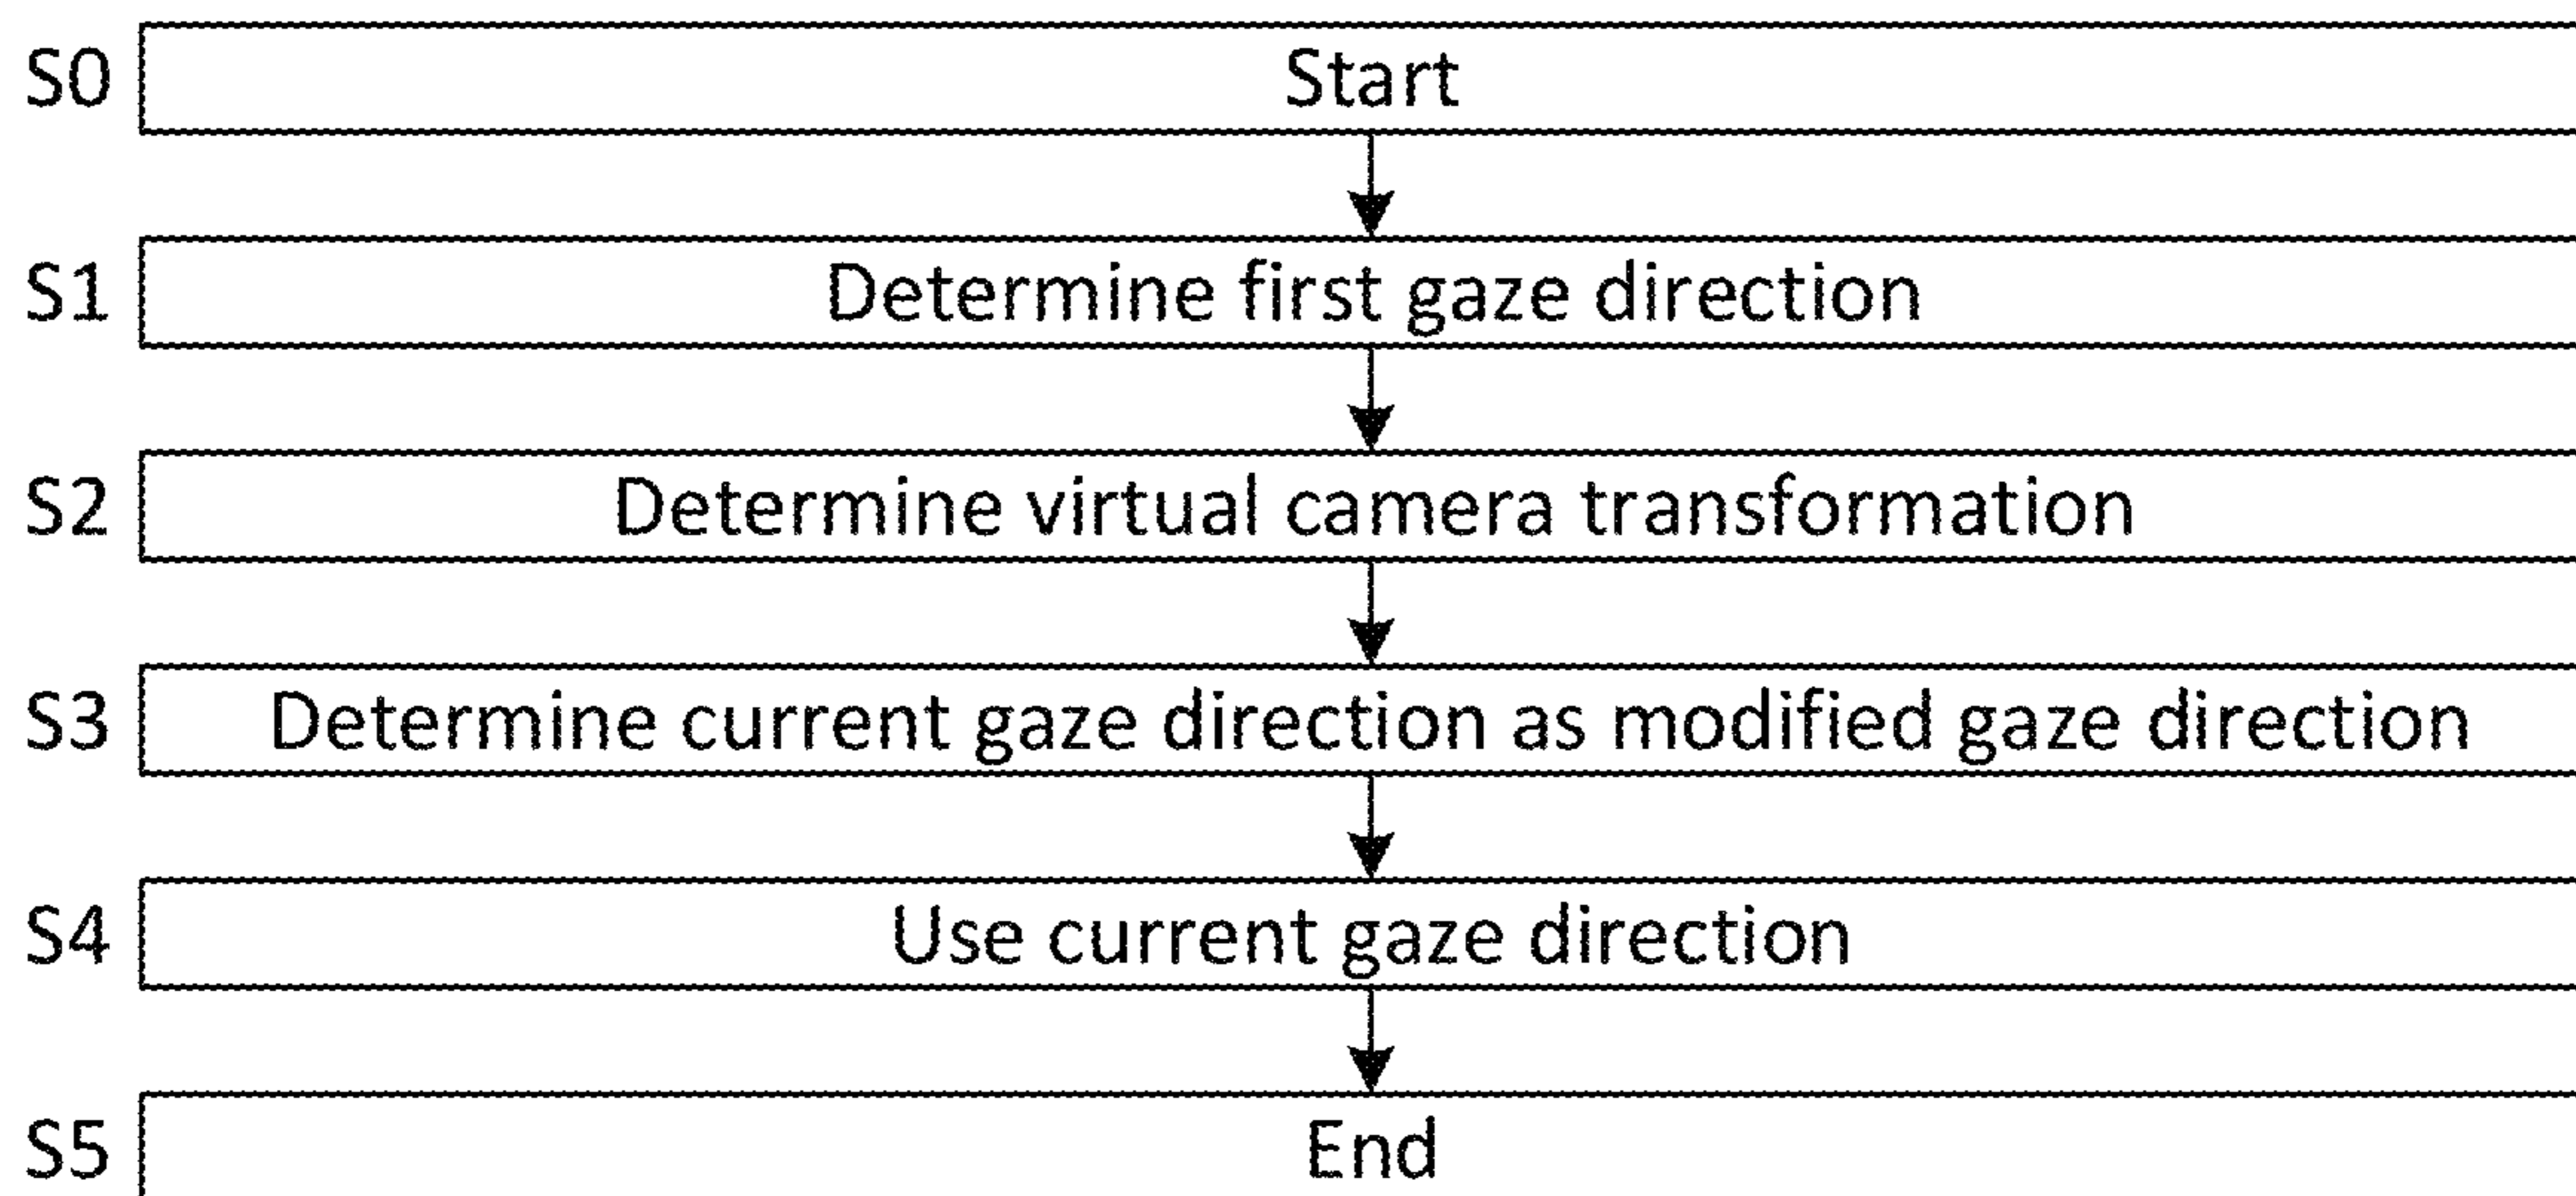 S0 Start
S1 Determine first gaze direction
S2 Determine virtual camera transformation
S3 Determine current gaze direction as modified gaze direction
S4 Use current gaze direction
S5 End